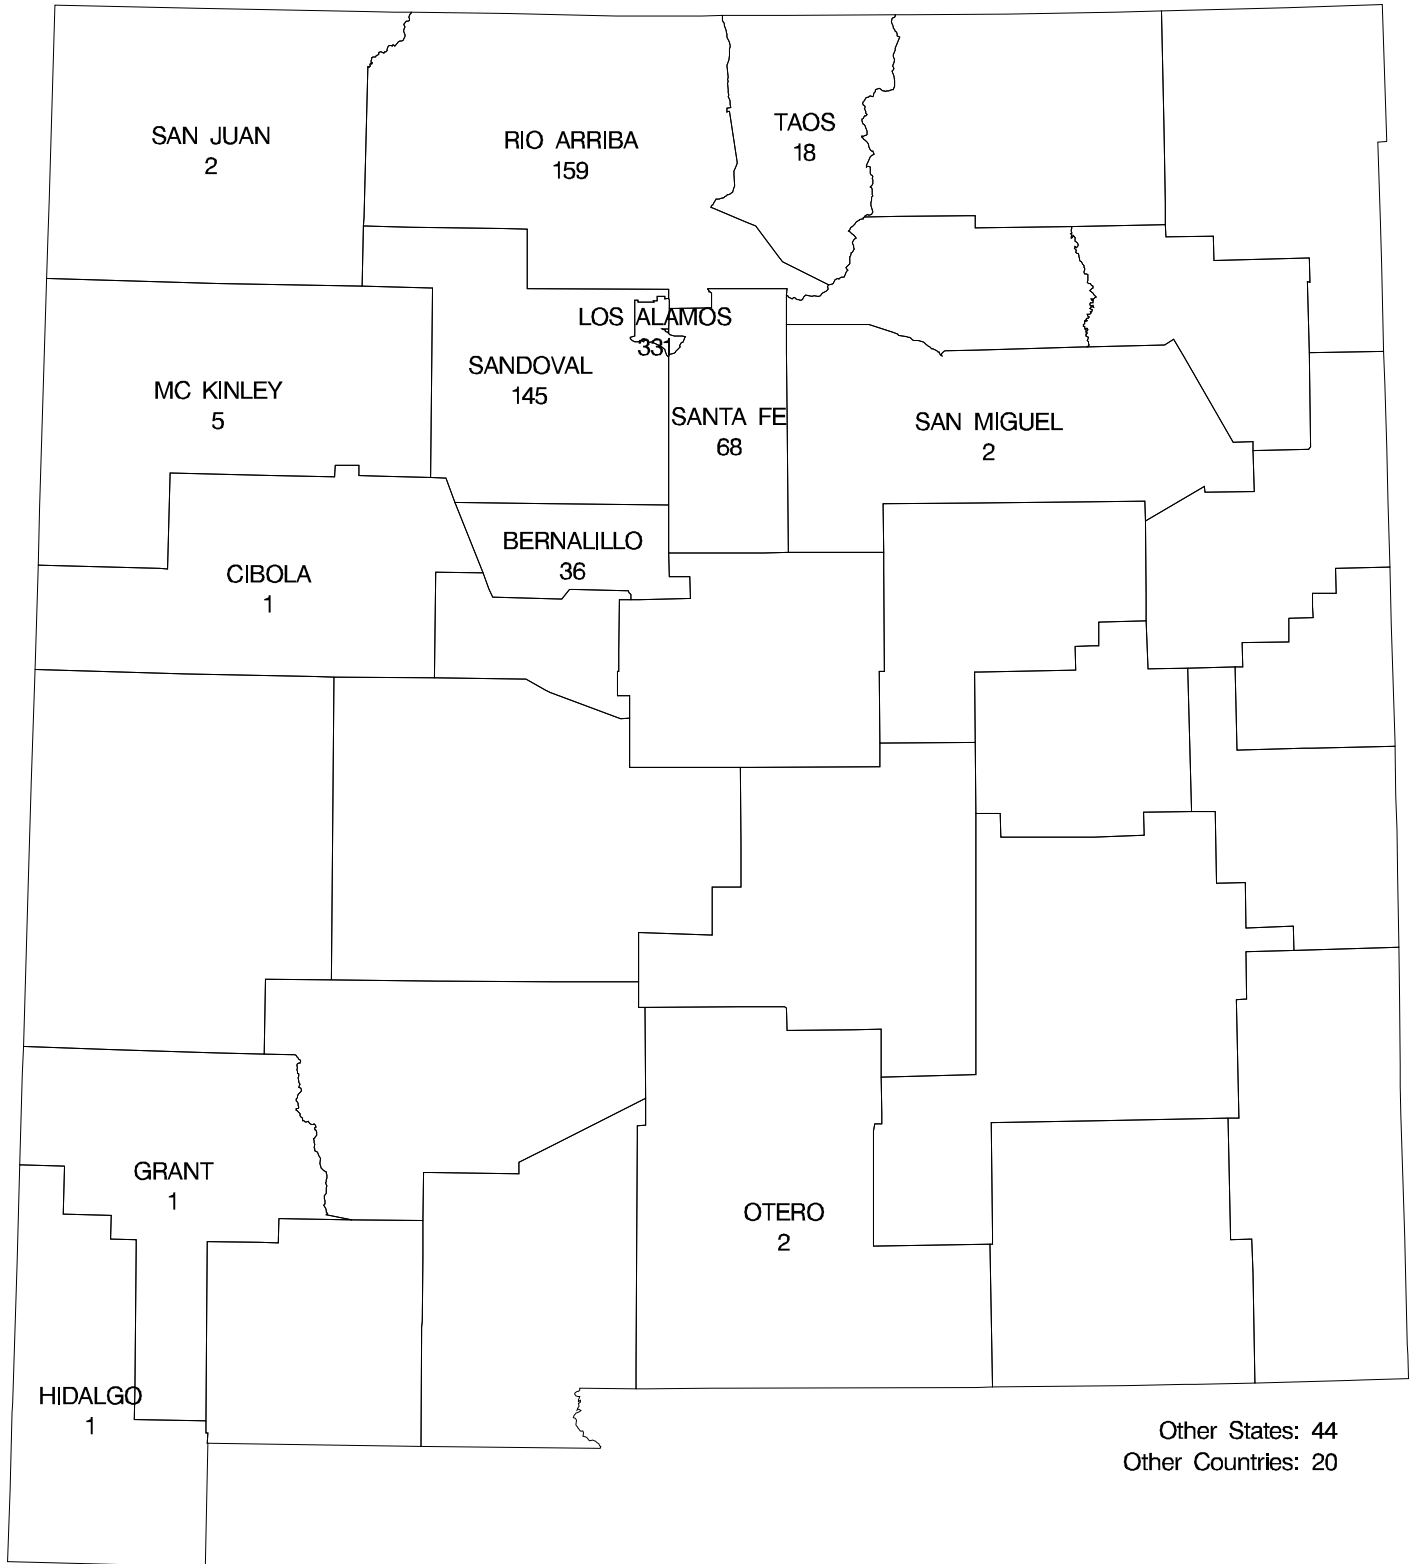 SAN JUAN
2
RIO ARRIBA
159
TAOS
18
LOS ALAMOS
331
SANDOVAL
145
MC KINLEY
5
SANTA FE
68
SAN MIGUEL
2
BERNALILLO
36
CIBOLA
1
GRANT
1
OTERO
2
HIDALGO
1
Other States: 44
Other Countries: 20